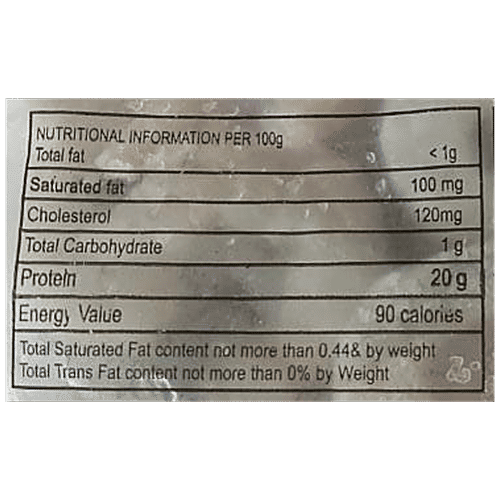 NUTRITIONAL INFORMATION PER 100g
Total fat <1g
Saturated fat 100 mg
Cholesterol 120mg
Total Carbohydrate 1g
Protein 20g
Energy Value 90 calories
Total Saturated Fat content not more than 0.44& by weight
Total Trans Fat content not more than 0% by Weight